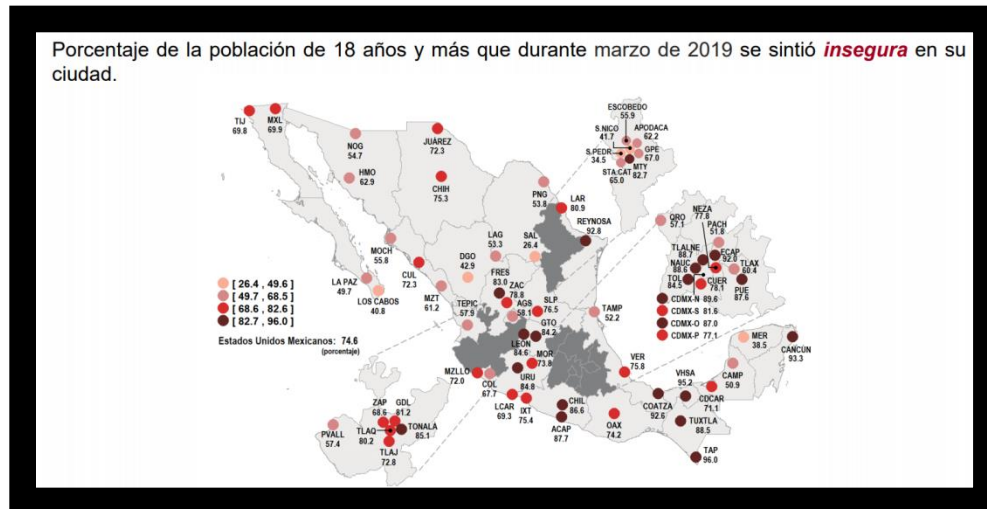 Porcentaje de la población de 18 años y más que durante marzo de 2019 se sintió insegura en su
ciudad.
TIJ
69.8
MXL
69.9
NOG
54.7
HMO
62.9
JUÁREZ
72.3
CHIH
75.3
ESCOBEDO
55.9
S.NICO
41.7
APODACA
62.2
S.PEDR
34.5
GPE
67.0
MTY
82.7
STA.CAT
65.0
PNG
53.8
LAR
80.9
REYNOSA
92.8
LAG
53.3
SAL
26.4
MOCH
55.8
CUL
72.3
DGO
42.9
LA PAZ
49.7
LOS CABOS
40.8
MZT
61.2
FRES
83.0
ZAC
78.8
TEPIC
57.9
AGS
58.1
SLP
76.5
GTO
84.2
LEÓN
84.6
MOR
73.8
URU
84.8
TAMP
52.2
QRO
57.1
NEZA
77.8
PACH
51.8
TLALNE
88.7
ECAP
92.0
NAUC
88.6
TLAX
60.4
TOL
84.5
CUER
78.1
PUE
87.6
CDMX-N 89.6
CDMX-S 81.6
CDMX-O 87.0
CDMX-P 77.1
[ 26.4 , 49.6]
[ 49.7 , 68.5]
[ 68.6 , 82.6]
[ 82.7 , 96.0]
Estados Unidos Mexicanos: 74.6
(porcentaje)
MZLLO
72.0
COL
67.7
LCAR
69.3
IXT
75.4
CHIL
86.6
ACAP
87.7
OAX
74.2
VER
75.8
COATZA
92.6
VHSA
95.2
MER
38.5
CANCÚN
93.3
CAMP
50.9
CDCAR
71.1
TUXTLA
88.5
TAP
96.0
ZAP
68.6
GDL
81.2
TLAQ
80.2
TONALÁ
85.1
PVALL
57.4
TLAJ
72.8